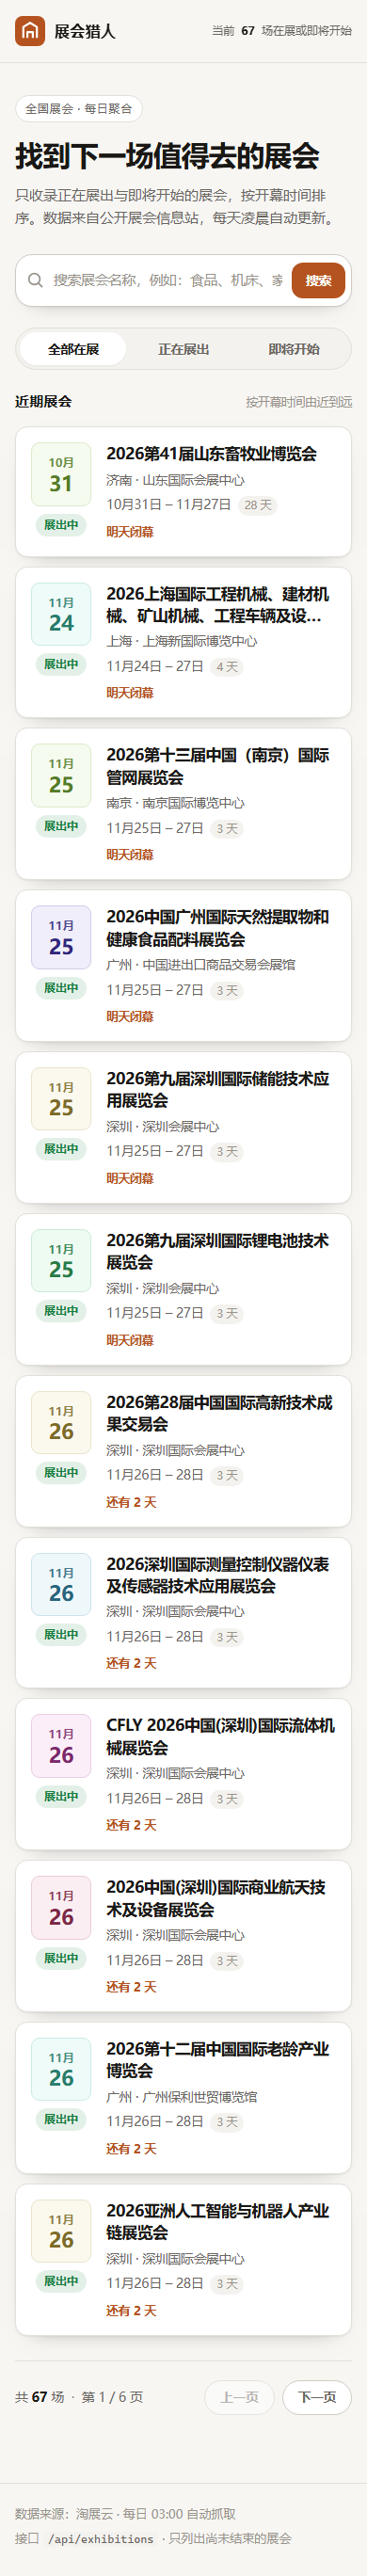 展会猎人
当前 67 场在展或即将开始
全国展会 · 每日聚合
找到下一场值得去的展会
只收录正在展出与即将开始的展会，按开幕时间排
序。数据来自公开展会信息站，每天凌晨自动更新。
搜索展会名称，例如：食品、机床、
搜索
全部在展
正在展出
即将开始
近期展会
按开幕时间由近到远
10月
31
展出中
2026第41届山东畜牧业博览会
济南 · 山东国际会展中心
10月31日 – 11月27日 28 天
明天闭幕
11月
24
展出中
2026上海国际工程机械、建材机
械、矿山机械、工程车辆及设…
上海 · 上海新国际博览中心
11月24日 – 27日 4 天
明天闭幕
11月
25
展出中
2026第十三届中国（南京）国际
管网展览会
南京 · 南京国际博览中心
11月25日 – 27日 3 天
明天闭幕
11月
25
展出中
2026中国广州国际天然提取物和
健康食品配料展览会
广州 · 中国进出口商品交易会展馆
11月25日 – 27日 3 天
明天闭幕
11月
25
展出中
2026第九届深圳国际储能技术应
用展览会
深圳 · 深圳会展中心
11月25日 – 27日 3 天
明天闭幕
11月
25
展出中
2026第九届深圳国际锂电池技术
展览会
深圳 · 深圳会展中心
11月25日 – 27日 3 天
明天闭幕
11月
26
展出中
2026第28届中国国际高新技术成
果交易会
深圳 · 深圳国际会展中心
11月26日 – 28日 3 天
还有 2 天
11月
26
展出中
2026深圳国际测量控制仪器仪表
及传感器技术应用展览会
深圳 · 深圳国际会展中心
11月26日 – 28日 3 天
还有 2 天
11月
26
展出中
CFLY 2026中国(深圳)国际流体机
械展览会
深圳 · 深圳国际会展中心
11月26日 – 28日 3 天
还有 2 天
11月
26
展出中
2026中国(深圳)国际商业航天技
术及设备展览会
深圳 · 深圳国际会展中心
11月26日 – 28日 3 天
还有 2 天
11月
26
展出中
2026第十二届中国国际老龄产业
博览会
广州 · 广州保利世贸博览馆
11月26日 – 28日 3 天
还有 2 天
11月
26
展出中
2026亚洲人工智能与机器人产业
链展览会
深圳 · 深圳国际会展中心
11月26日 – 28日 3 天
还有 2 天
共 67 场 · 第 1 / 6 页
上一页
下一页
数据来源：淘展云 · 每日 03:00 自动抓取
接口 /api/exhibitions · 只列出尚未结束的展会